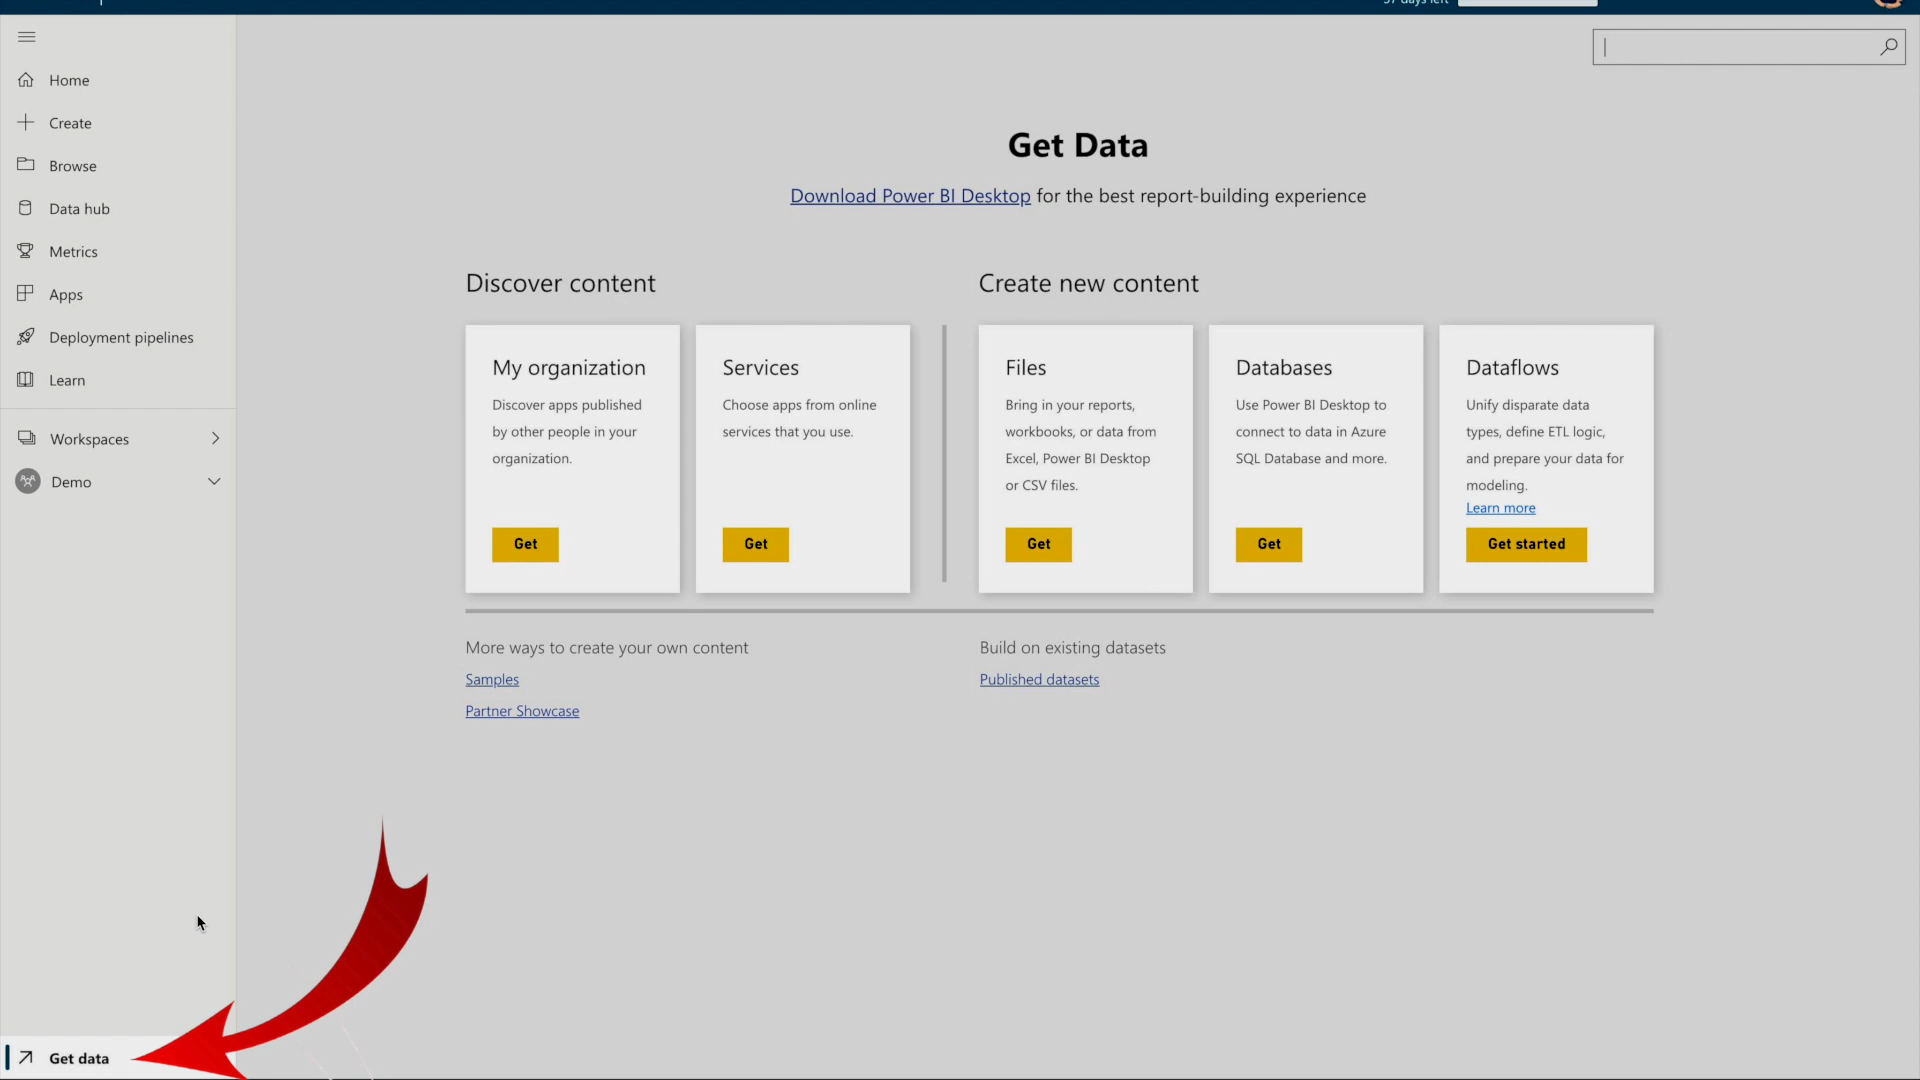 Home
Create
Browse
Data hub
Metrics
Apps
Deployment pipelines
Learn
Workspaces
Demo
Get data
Get Data
Download Power BI Desktop for the best report-building experience
Discover content
My organization
Discover apps published
by other people in your
organization.
Get
Services
Choose apps from online
services that you use.
Get
Create new content
Files
Bring in your reports,
workbooks, or data from
Excel, Power BI Desktop
or CSV files.
Get
Databases
Use Power BI Desktop to
connect to data in Azure
SQL Database and more.
Get
Dataflows
Unify disparate data
types, define ETL logic,
and prepare your data for
modeling.
Learn more
Get started
More ways to create your own content
Samples
Partner Showcase
Build on existing datasets
Published datasets